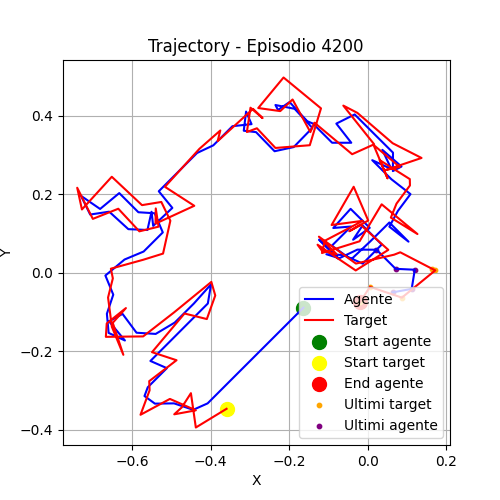 Trajectory - Episodio 4200
Y
0.4
0.2
0.0
−0.2
−0.4
−0.6
−0.4
−0.2
0.0
0.2
X
Agente
Target
Start agente
Start target
End agente
Ultimi target
Ultimi agente